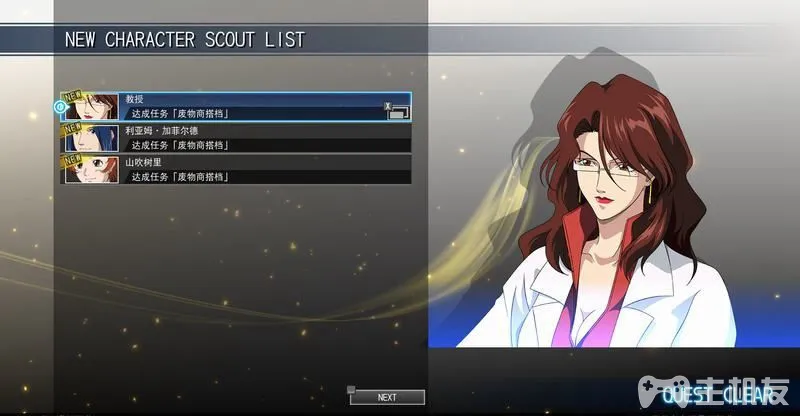 NEW CHARACTER SCOUT LIST
NEW
教授
达成任务「废物商搭档」
X
NEW
利亚姆·加菲尔德
达成任务「废物商搭档」
NEW
山吹树里
达成任务「废物商搭档」
NEXT
QUEST CLEAR
主机友